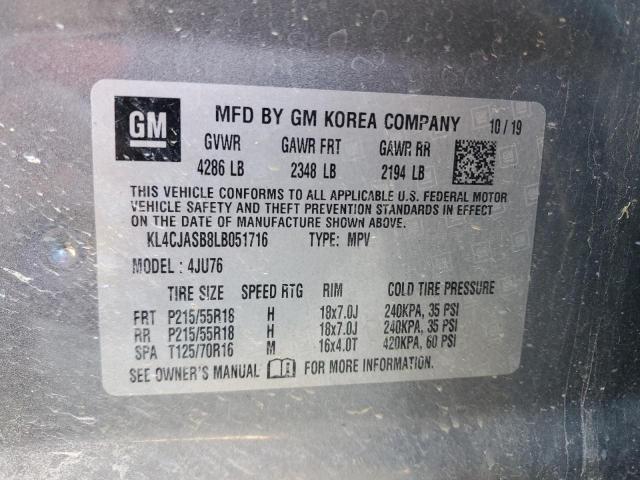 GM MFD BY GM KOREA COMPANY 10/19
GVWR GAWR FRT GAWR RR
4286 LB 2348 LB 2194 LB
THIS VEHICLE CONFORMS TO ALL APPLICABLE U.S. FEDERAL MOTOR
VEHICLE SAFETY AND THEFT PREVENTION STANDARDS IN EFFECT
ON THE DATE OF MANUFACTURE SHOWN ABOVE.
KL4CJASB8LB051716 TYPE: MPV
MODEL : 4JU76
TIRE SIZE SPEED RTG RIM COLD TIRE PRESSURE
FRT P215/55R18 H 18x7.0J 240KPA, 35 PSI
RR P215/55R18 H 18x7.0J 240KPA, 35 PSI
SPA T125/70R16 M 16x4.0T 420KPA, 60 PSI
SEE OWNER'S MANUAL FOR MORE INFORMATION.